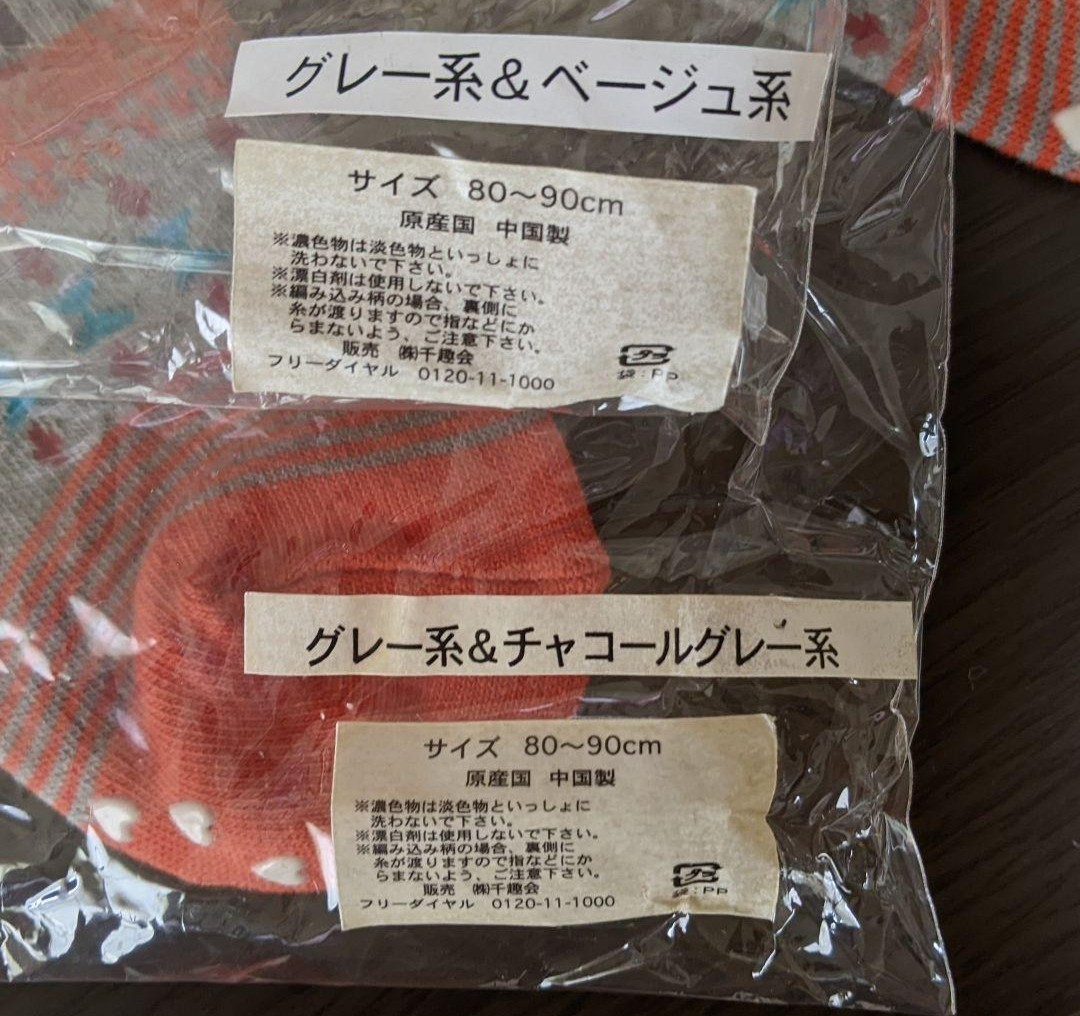 グレー系&ベージュ系
サイズ 80～90cm
原産国 中国製
※濃色物は淡色物といっしょに
洗わないで下さい。
※漂白剤は使用しないで下さい。
※編み込み柄の場合、裏側に
糸が渡りますので指などにか
らまないよう、ご注意下さい。
販売 ㈱千趣会
フリーダイヤル 0120-11-1000
プラ
袋：PP
グレー系&チャコールグレー系
サイズ 80～90cm
原産国 中国製
※濃色物は淡色物といっしょに
洗わないで下さい。
※漂白剤は使用しないで下さい。
※編み込み柄の場合、裏側に
糸が渡りますので指などにか
らまないよう、ご注意下さい。
販売 ㈱千趣会
フリーダイヤル 0120-11-1000
プラ
袋：PP